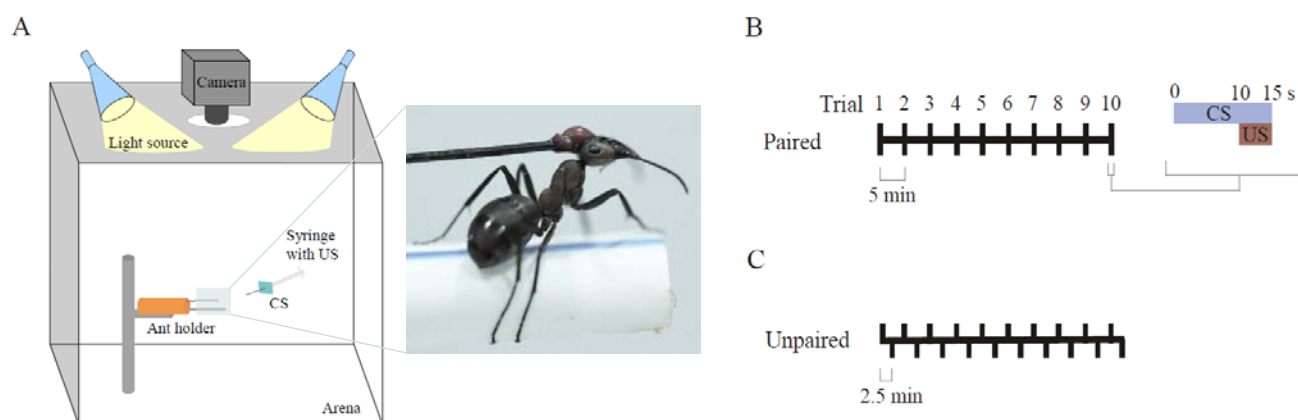 A
Camera
Light source
Syringe
with US
CS
Ant holder
Arena
B
Trial 1 2 3 4 5 6 7 8 9 10
Paired
5 min
0 10 15 s
CS
US
C
Unpaired
2.5 min